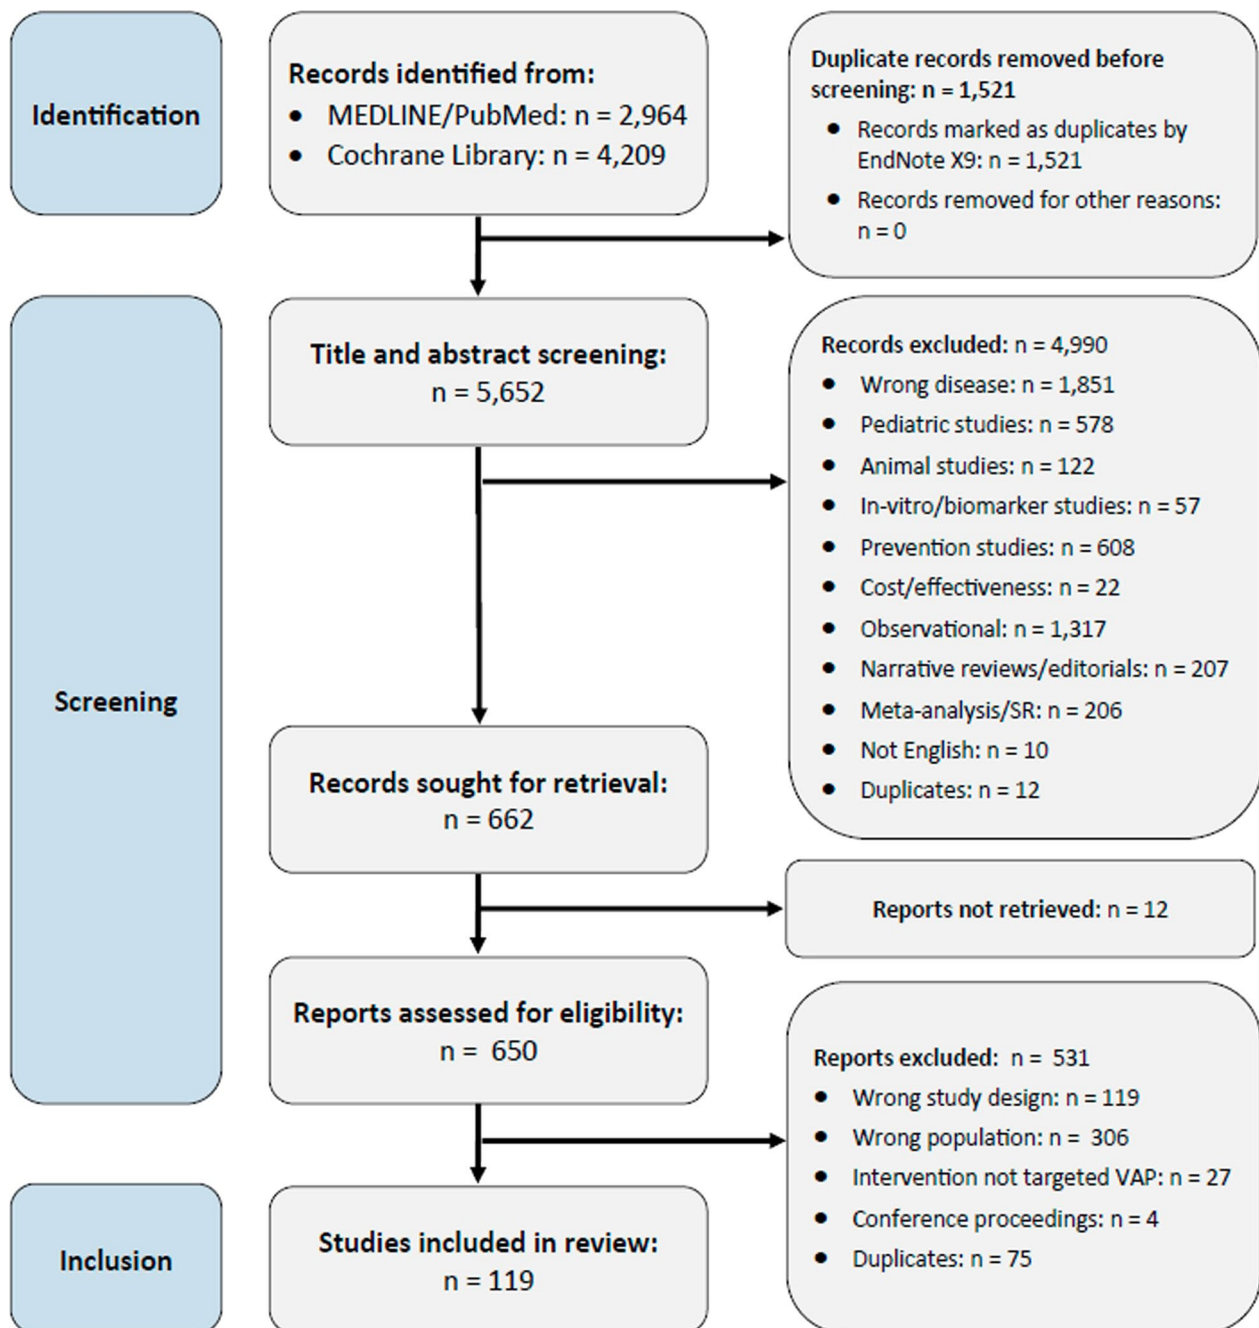 Identification
Records identified from:
• MEDLINE/PubMed: n = 2,964
• Cochrane Library: n = 4,209
Duplicate records removed before
screening: n = 1,521
• Records marked as duplicates by
EndNote X9: n = 1,521
• Records removed for other reasons:
n = 0
Screening
Title and abstract screening:
n = 5,652
Records excluded: n = 4,990
• Wrong disease: n = 1,851
• Pediatric studies: n = 578
• Animal studies: n = 122
• In-vitro/biomarker studies: n = 57
• Prevention studies: n = 608
• Cost/effectiveness: n = 22
• Observational: n = 1,317
• Narrative reviews/editorials: n = 207
• Meta-analysis/SR: n = 206
• Not English: n = 10
• Duplicates: n = 12
Records sought for retrieval:
n = 662
Reports not retrieved: n = 12
Reports assessed for eligibility:
n = 650
Reports excluded: n = 531
• Wrong study design: n = 119
• Wrong population: n = 306
• Intervention not targeted VAP: n = 27
• Conference proceedings: n = 4
• Duplicates: n = 75
Inclusion
Studies included in review:
n = 119